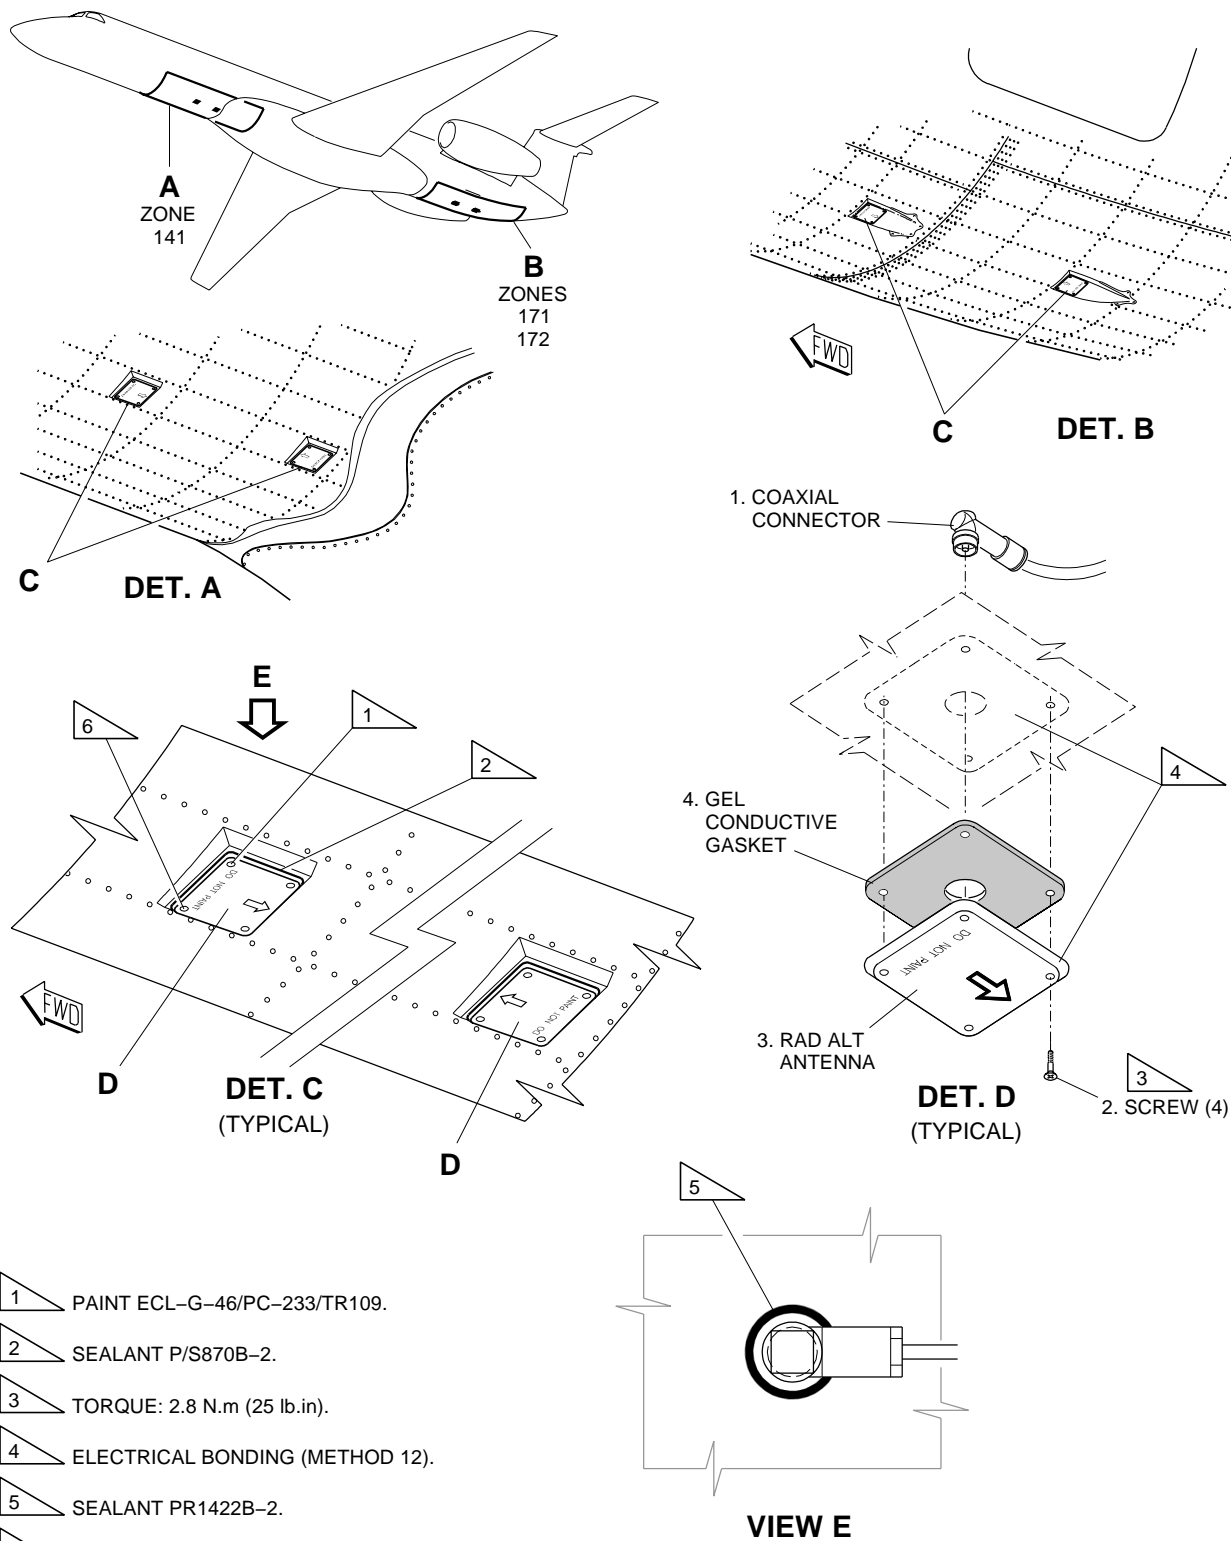 A
ZONE
141
B
ZONES
171
172
FWD
C
DET. B
C
DET. A
1. COAXIAL
CONNECTOR
E
6
1
2
4
4. GEL
CONDUCTIVE
GASKET
DO NOT PAINT
DO NOT PAINT
DO NOT PAINT
FWD
D
DET. C
(TYPICAL)
D
3. RAD ALT
ANTENNA
3
2. SCREW (4)
DET. D
(TYPICAL)
5
VIEW E
1 PAINT ECL–G–46/PC–233/TR109.
2 SEALANT P/S870B–2.
3 TORQUE: 2.8 N.m (25 lb.in).
4 ELECTRICAL BONDING (METHOD 12).
5 SEALANT PR1422B–2.